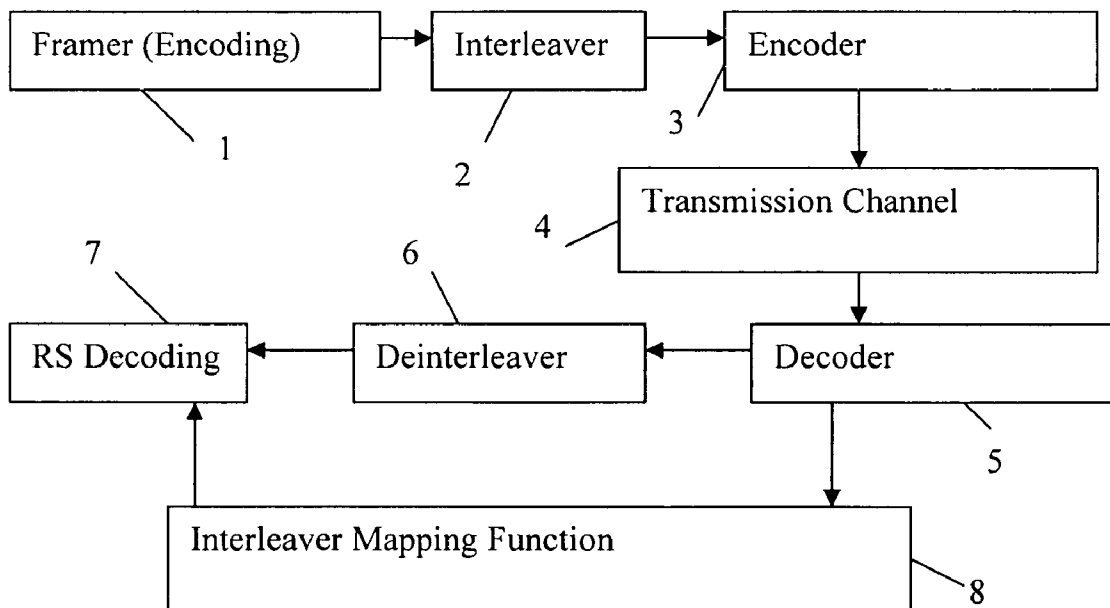 Framer (Encoding)
Interleaver
Encoder
1
2
3
Transmission Channel
4
7
6
RS Decoding
Deinterleaver
Decoder
5
Interleaver Mapping Function
8